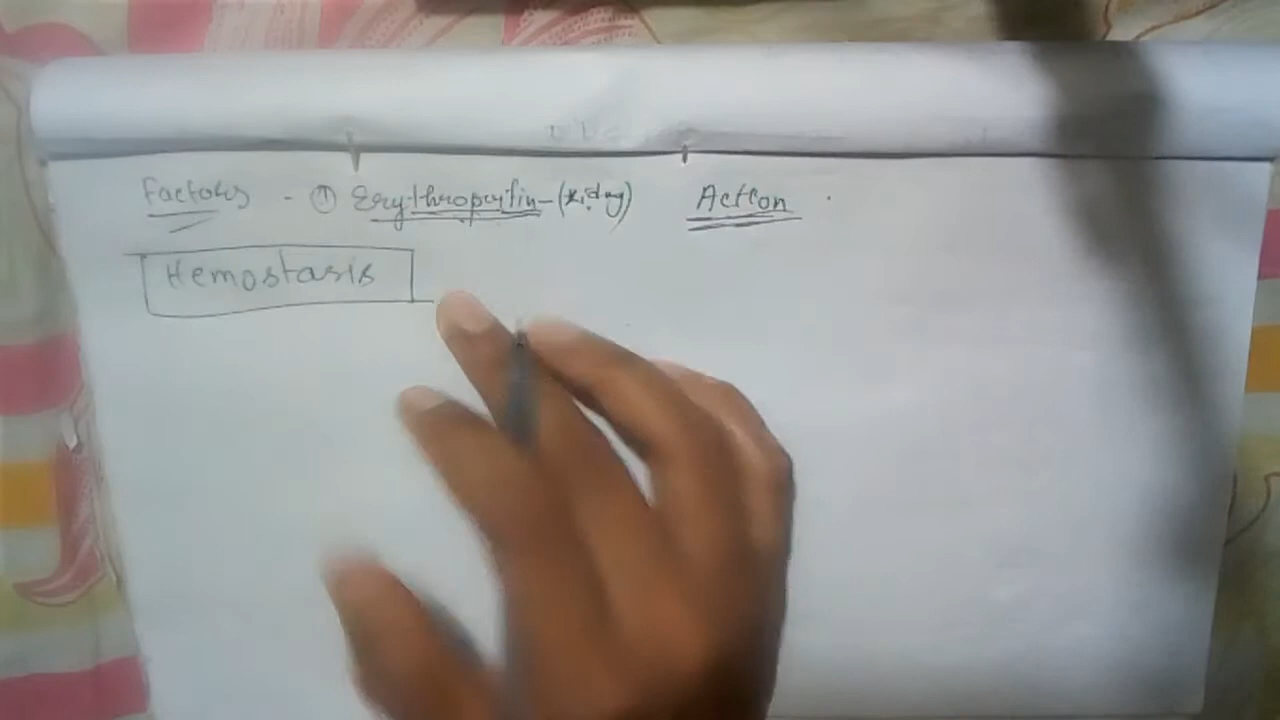 Factors - ① Erythropoitin - (kidney) Action
Hemostasis